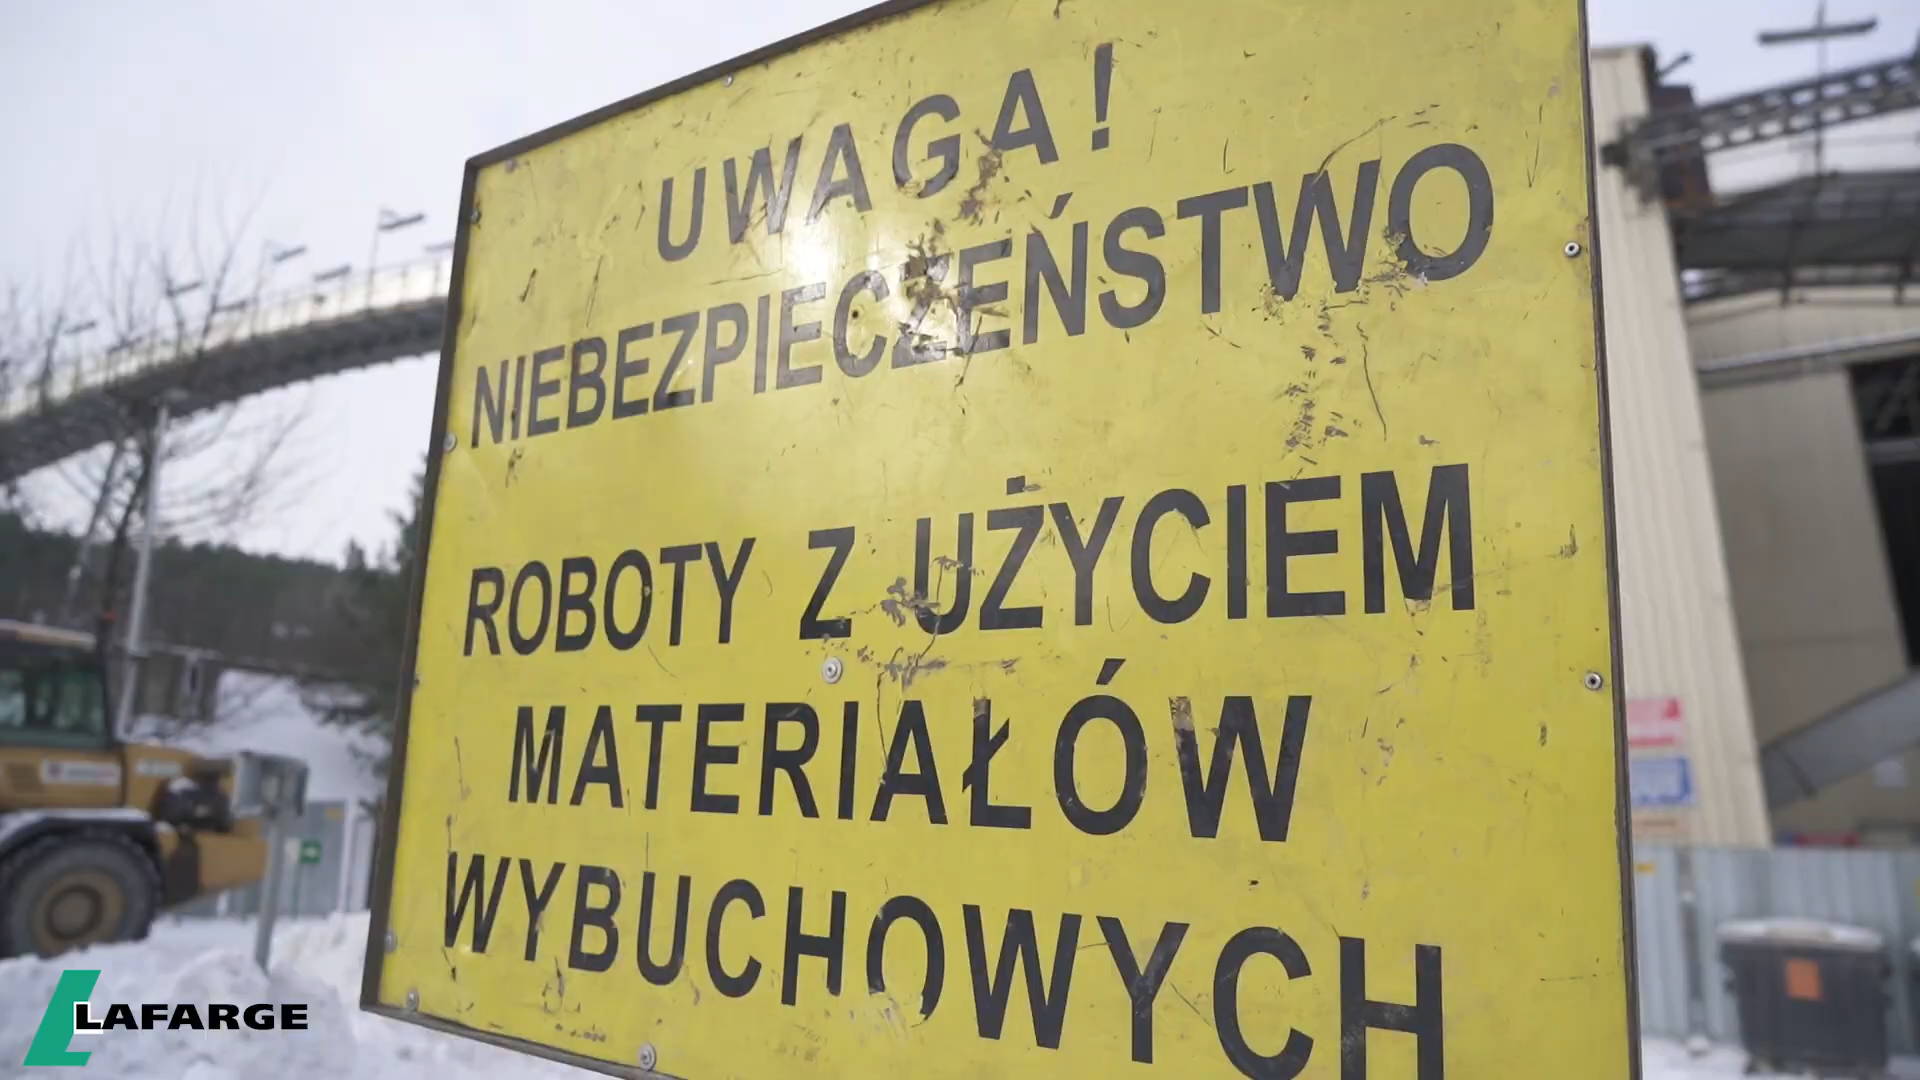 UWAGA!
NIEBEZPIECZEŃSTWO
ROBOTY Z UŻYCIEM
MATERIAŁÓW
WYBUCHOWYCH
LAFARGE